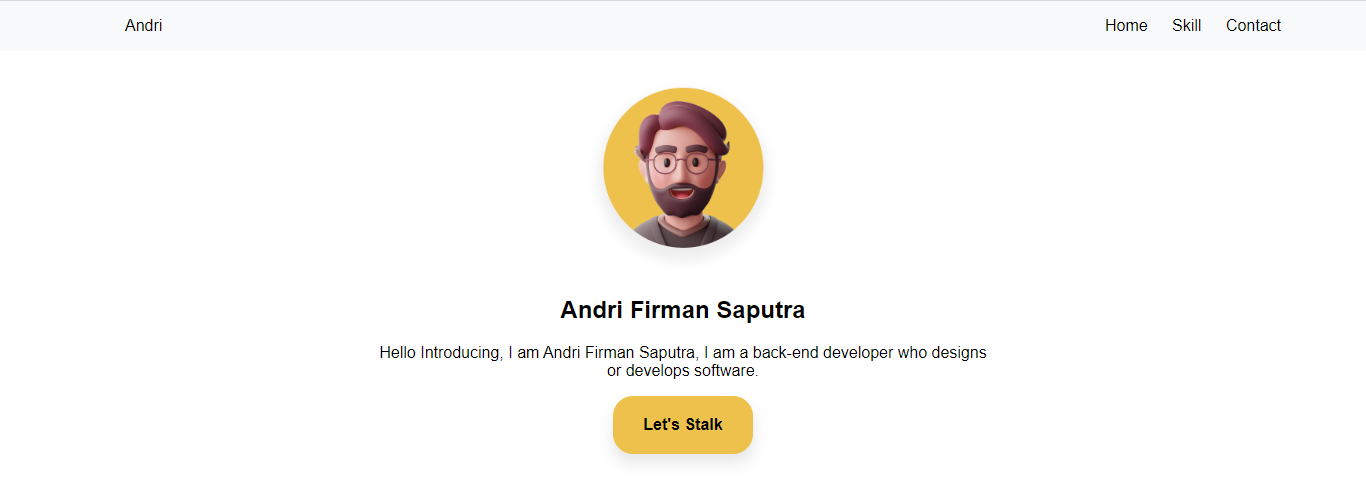 Andri
Home Skill Contact
Andri Firman Saputra
Hello Introducing, I am Andri Firman Saputra, I am a back-end developer who designs
or develops software.
Let's Stalk